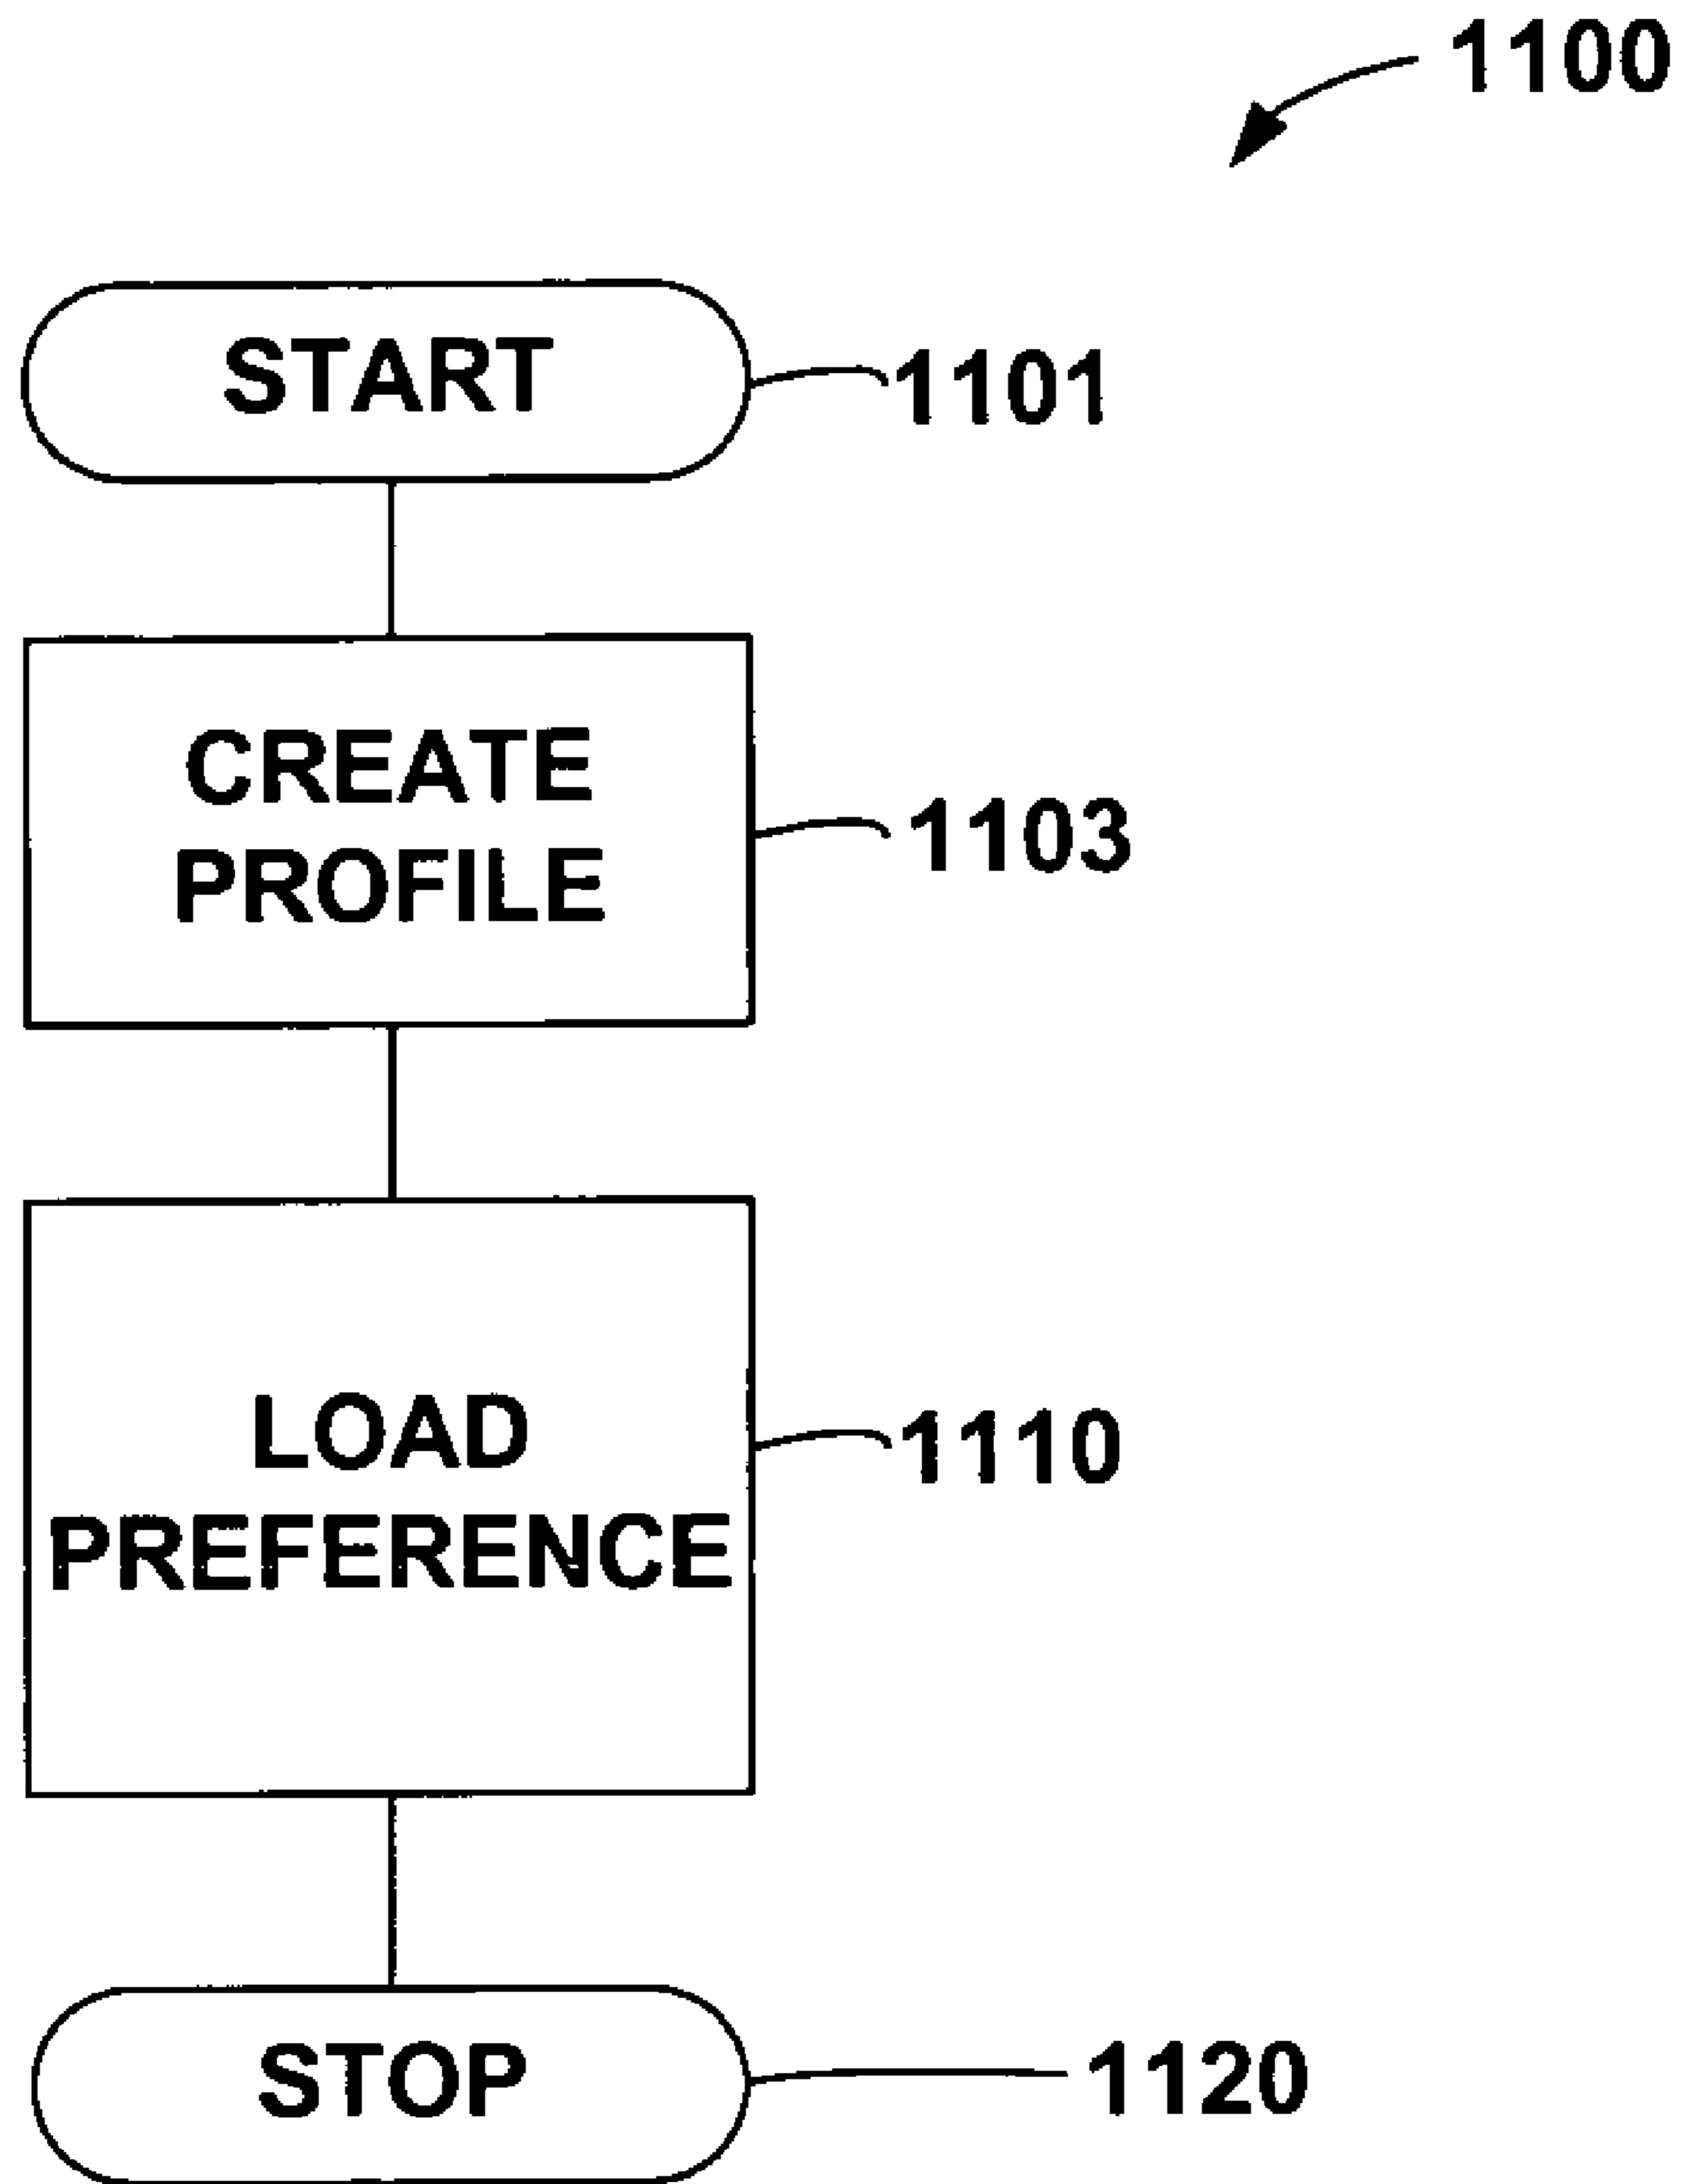 1100
START
1101
CREATE
PROFILE
1103
LOAD
PREFERENCE
1110
STOP
1120